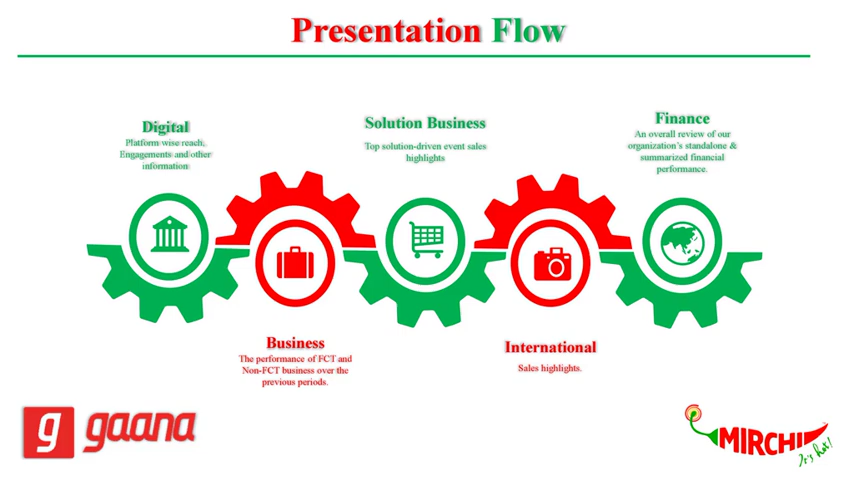 Presentation Flow
Digital
Platform wise reach,
Engagements and other
information
Solution Business
Top solution-driven event sales
highlights
Finance
An overall review of our
organization's standalone &
summarized financial
performance.
Business
The performance of FCT and
Non-FCT business over the
previous periods.
International
Sales highlights.
g gaana
MIRCHI
It's hot!